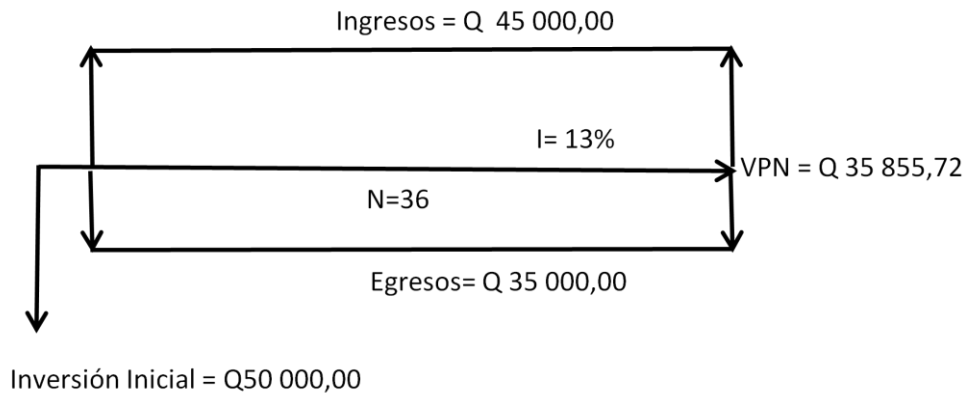 Ingresos = Q  45 000,00
I= 13%
VPN = Q 35 855,72
N=36
Egresos= Q 35 000,00
Inversión Inicial = Q50 000,00